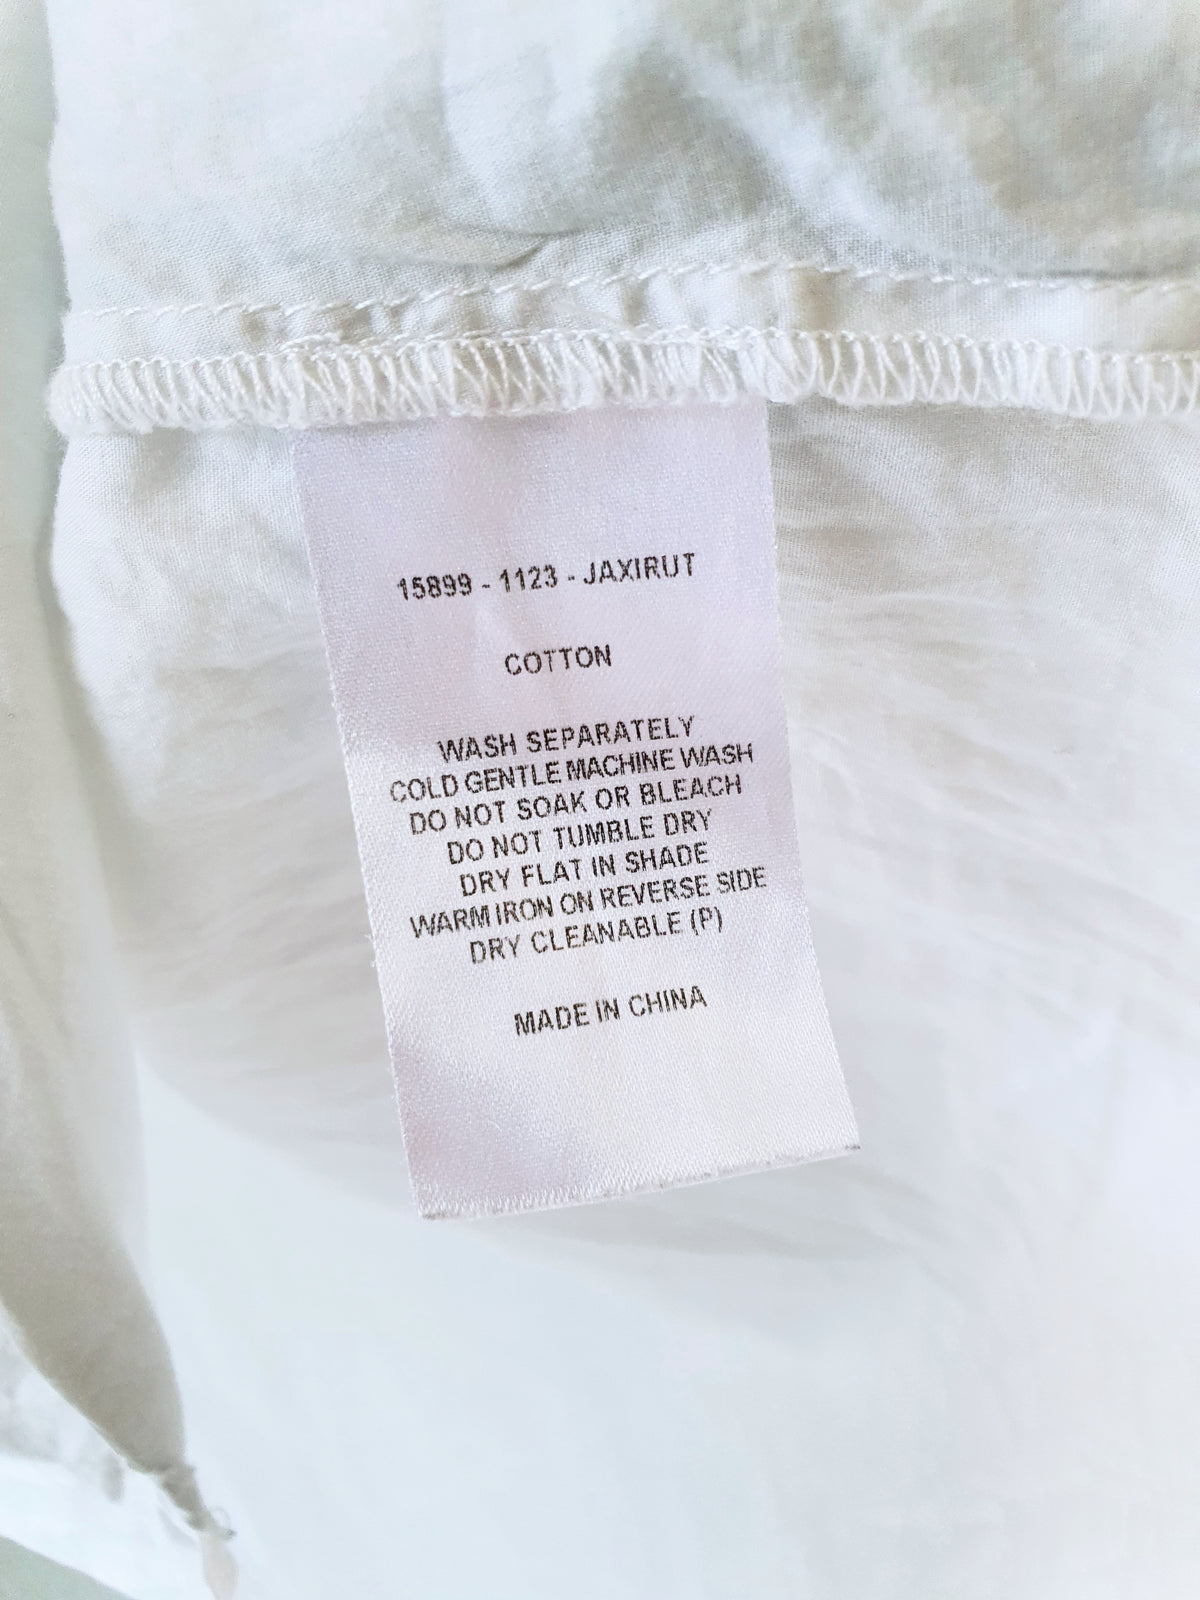 15899 - 1123 - JAXIRUT
COTTON
WASH SEPARATELY
COLD GENTLE MACHINE WASH
DO NOT SOAK OR BLEACH
DO NOT TUMBLE DRY
DRY FLAT IN SHADE
WARM IRON ON REVERSE SIDE
DRY CLEANABLE (P)
MADE IN CHINA